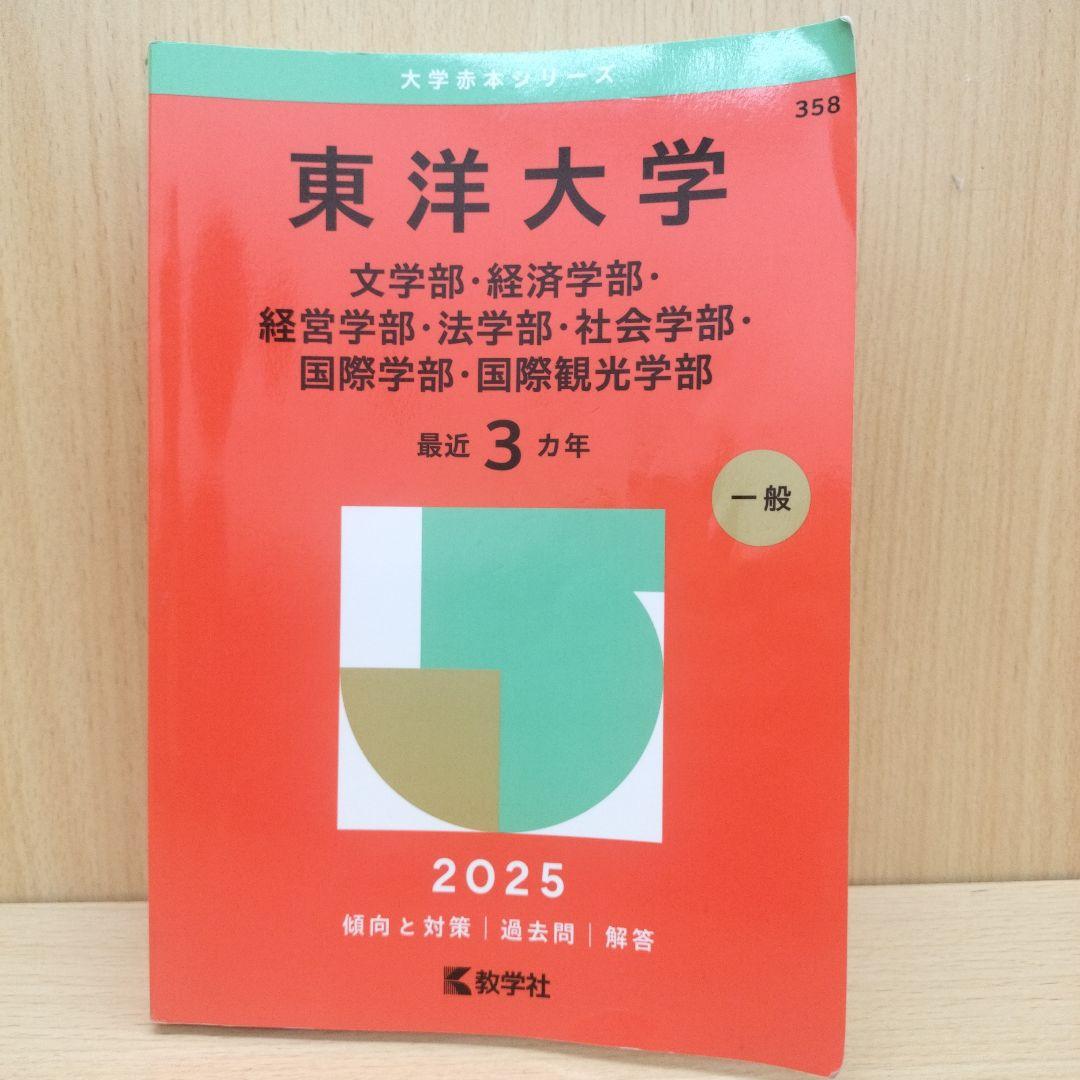 大学赤本シリーズ
358
東洋大学
文学部・経済学部・
経営学部・法学部・社会学部・
国際学部・国際観光学部
最近3カ年
一般
2025
傾向と対策|過去問|解答
教学社